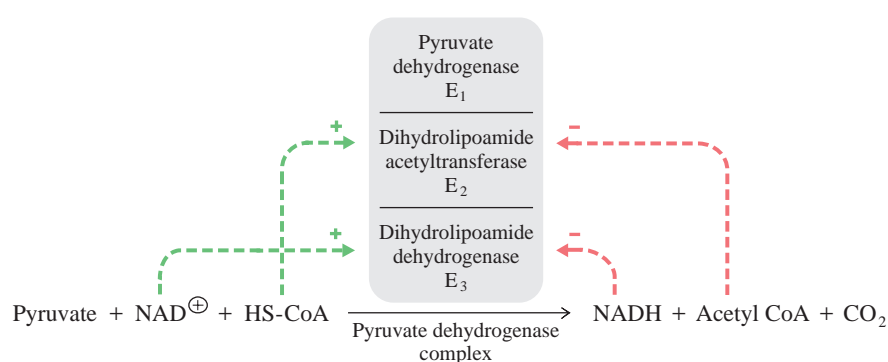 Pyruvate
dehydrogenase
E₁
+
−
Dihydrolipoamide
acetyltransferase
E₂
+
−
Dihydrolipoamide
dehydrogenase
E₃
Pyruvate + NAD⊕ + HS-CoA NADH + Acetyl CoA + CO₂
Pyruvate dehydrogenase
complex